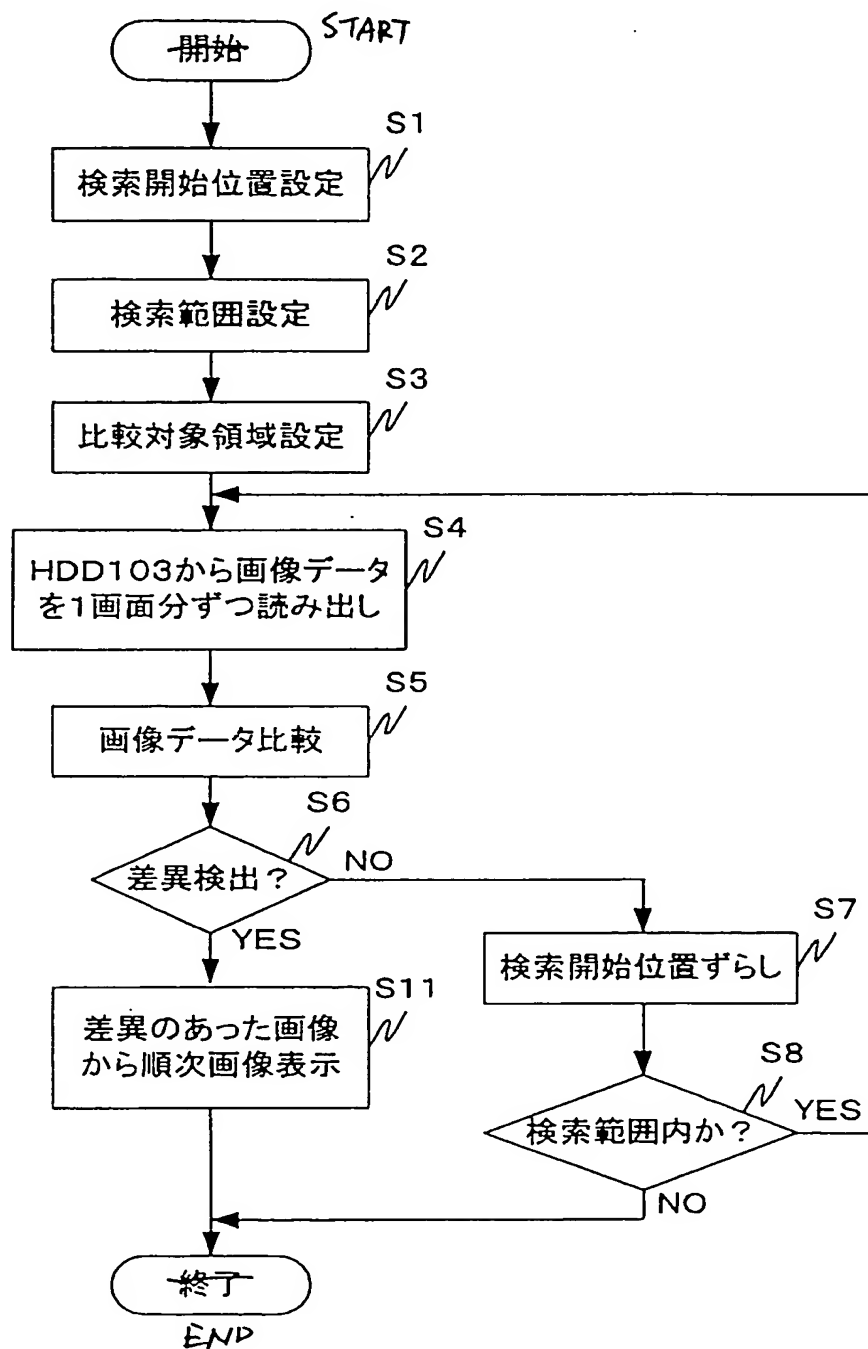 開始
START
S1
検索開始位置設定
S2
検索範囲設定
S3
比較対象領域設定
S4
HDD103から画像データ
を1画面分ずつ読み出し
S5
画像データ比較
S6
差異検出?
NO
YES
S7
検索開始位置ずらし
S11
差異のあった画像
から順次画像表示
S8
検索範囲内か?
YES
NO
終了
END